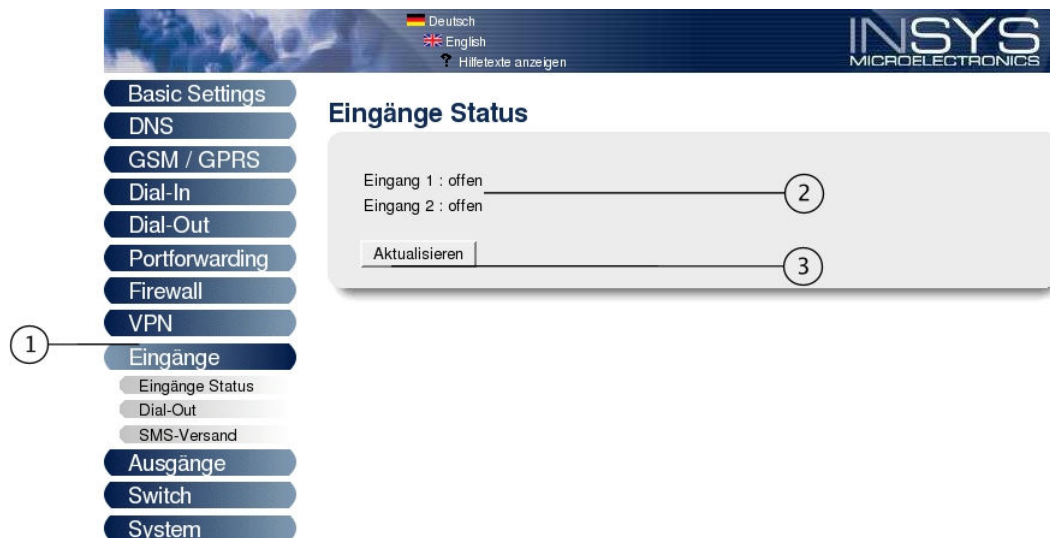 Deutsch
English
? Hilfetexte anzeigen
INSYS
MICROELECTRONICS
Basic Settings
DNS
GSM / GPRS
Dial-In
Dial-Out
Portforwarding
Firewall
VPN
Eingänge
Eingänge Status
Dial-Out
SMS-Versand
Ausgänge
Switch
System
Eingänge Status
Eingang 1 : offen
Eingang 2 : offen
Aktualisieren
1
2
3